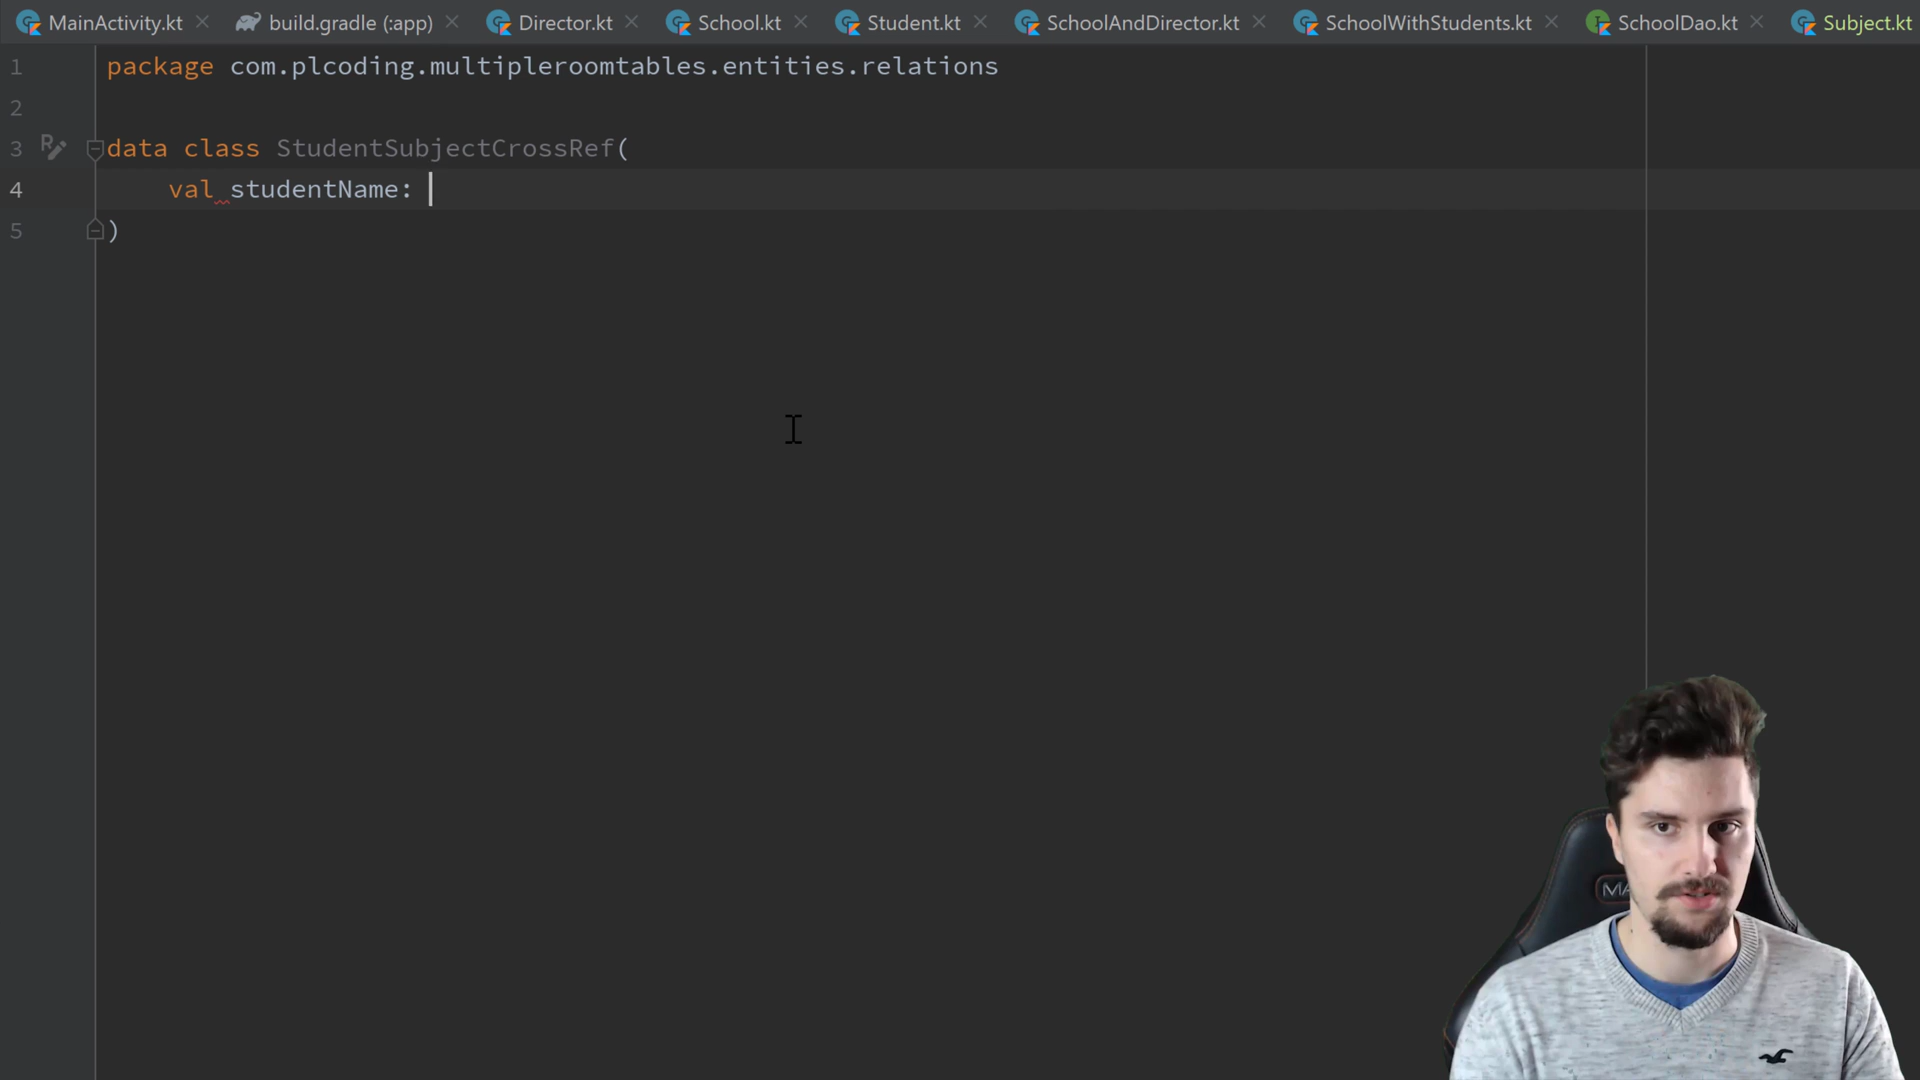 MainActivity.kt build.gradle (:app) Director.kt School.kt Student.kt SchoolAndDirector.kt SchoolWithStudents.kt SchoolDao.kt Subject.kt
1 package com.plcoding.multipleroomtables.entities.relations
2
3 data class StudentSubjectCrossRef(
4 val studentName:
5 )